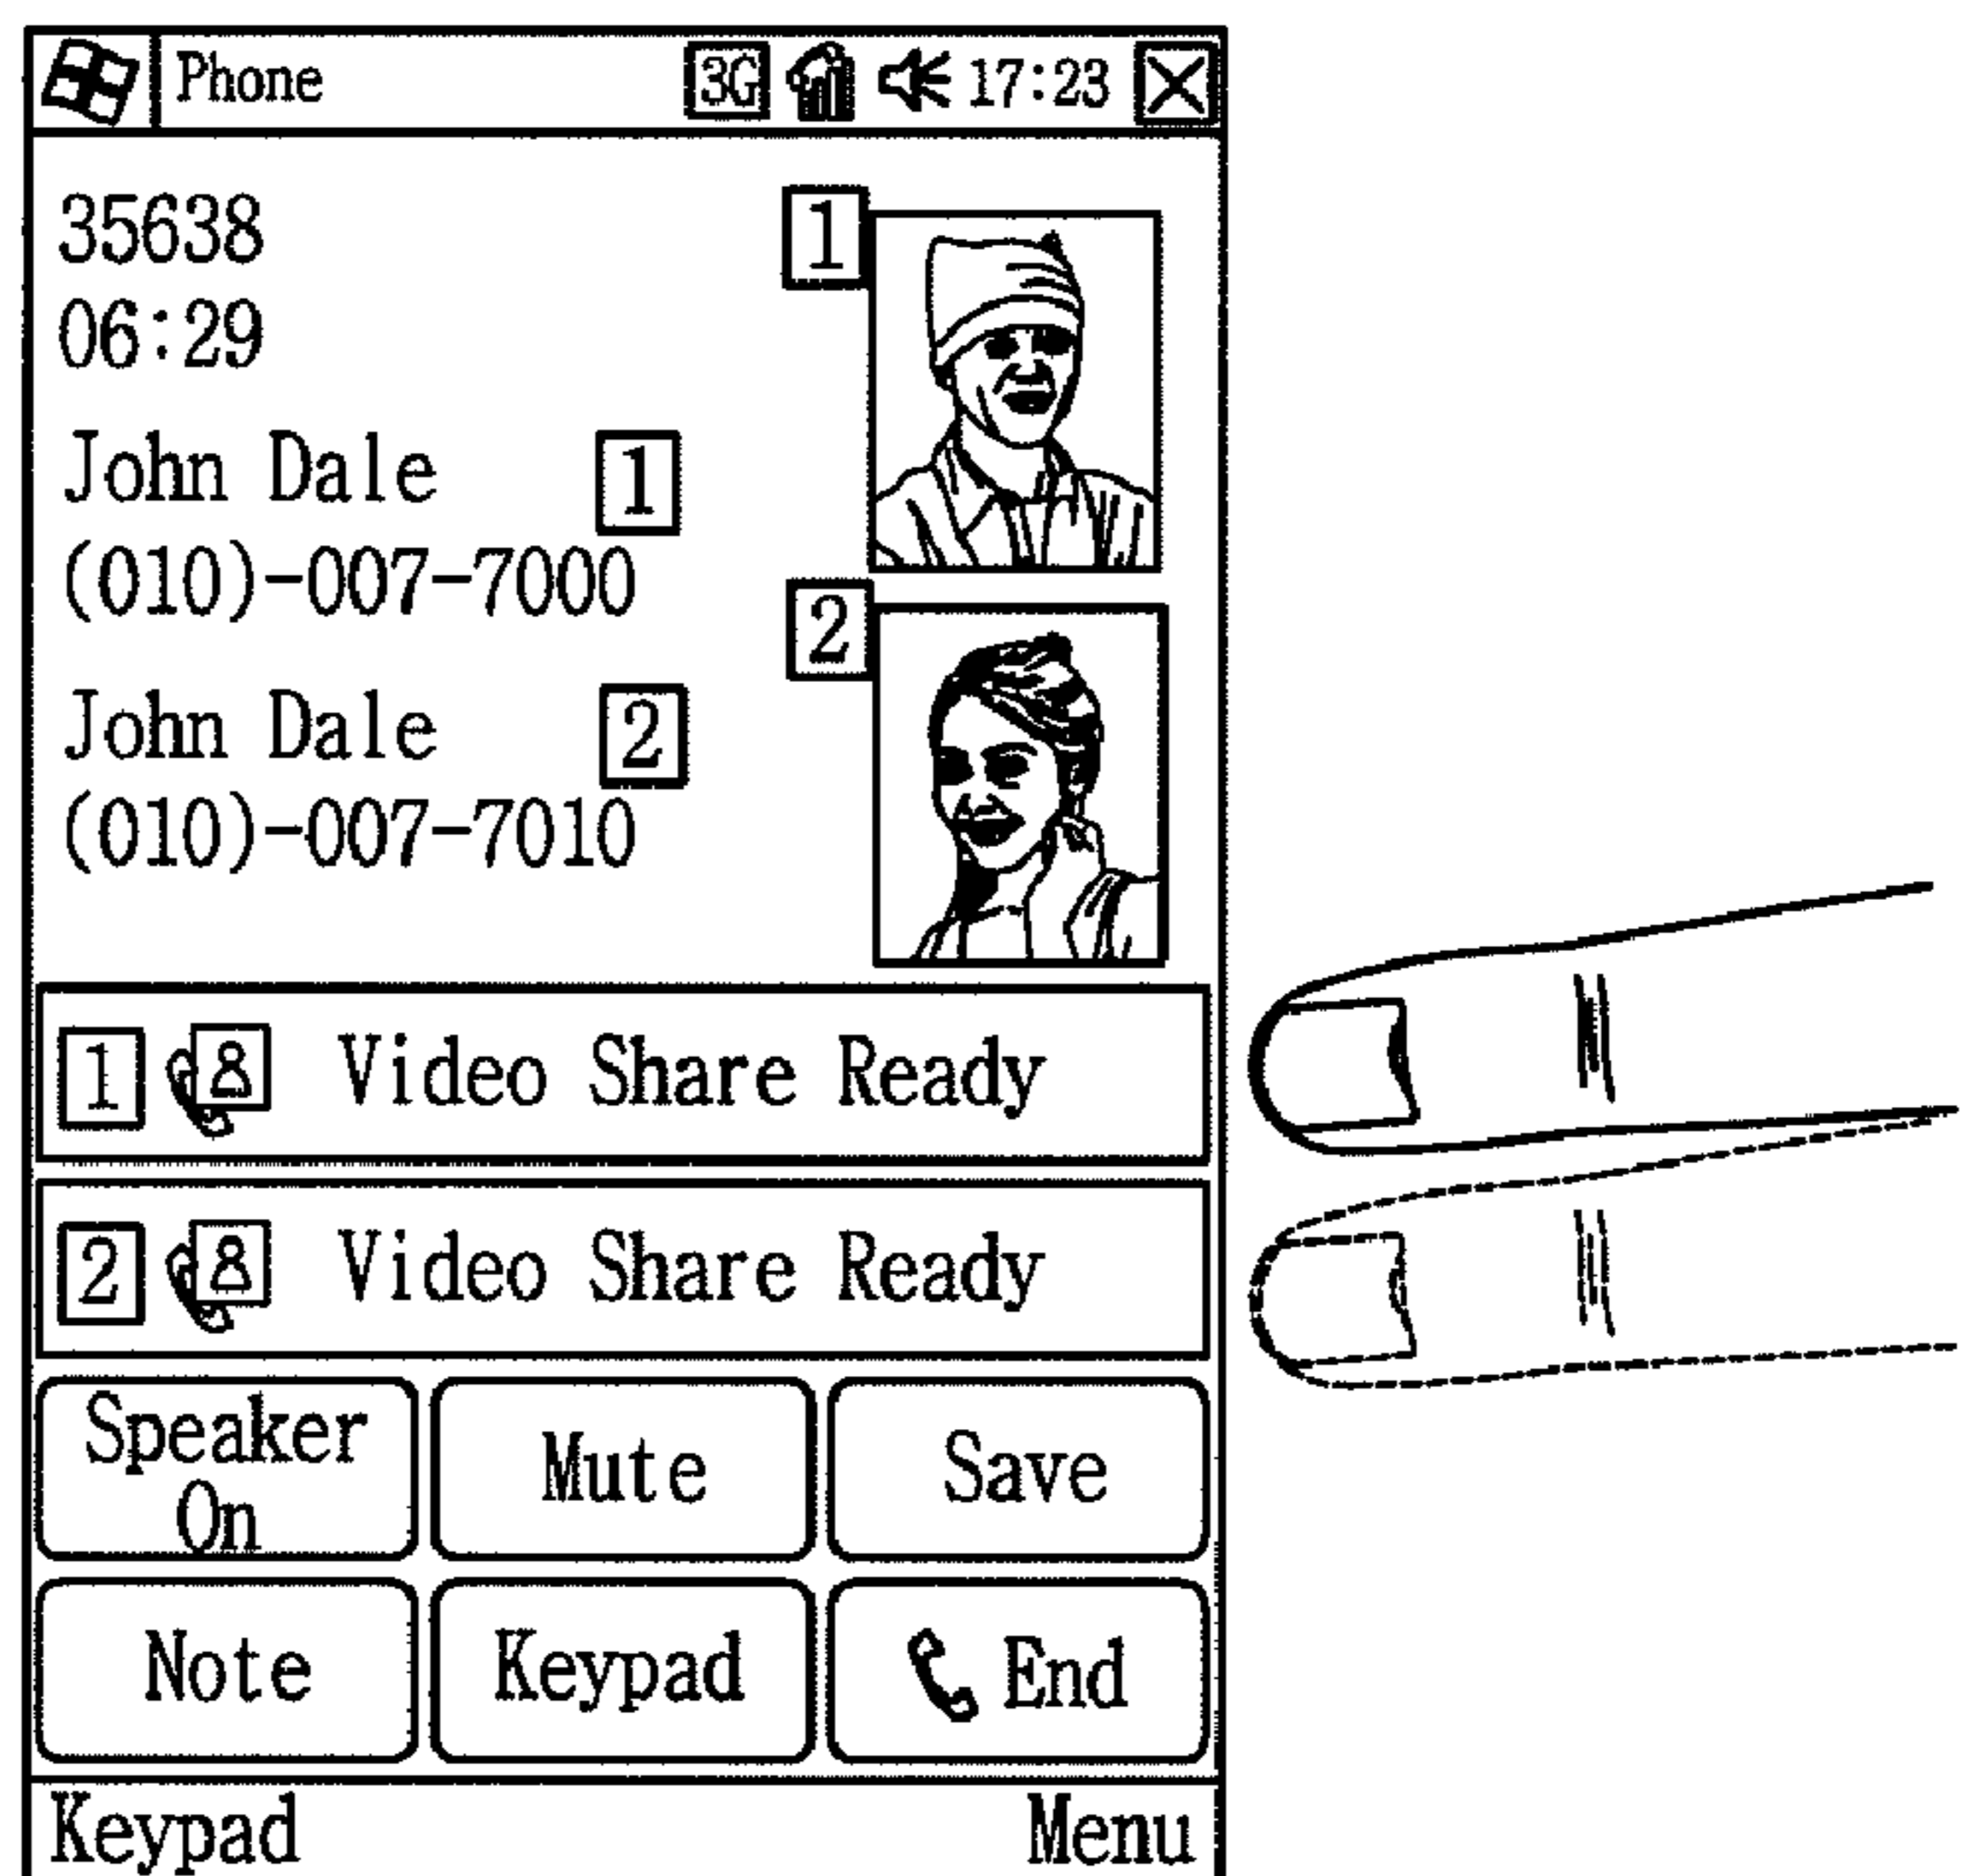 Phone 3G 17:23
35638
06:29
1
John Dale 1
(010)-007-7000
2
John Dale 2
(010)-007-7010
1 Video Share Ready
2 Video Share Ready
Speaker On
Mute
Save
Note
Keypad
End
Keypad Menu